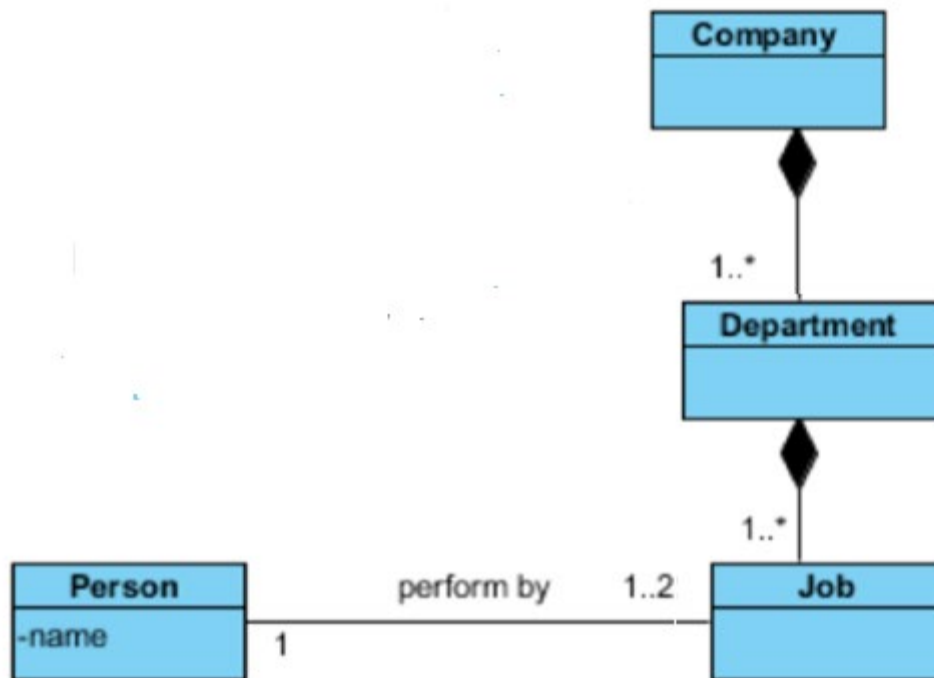 Company
1..*
Department
1..*
Person
perform by
1..2
Job
-name
1